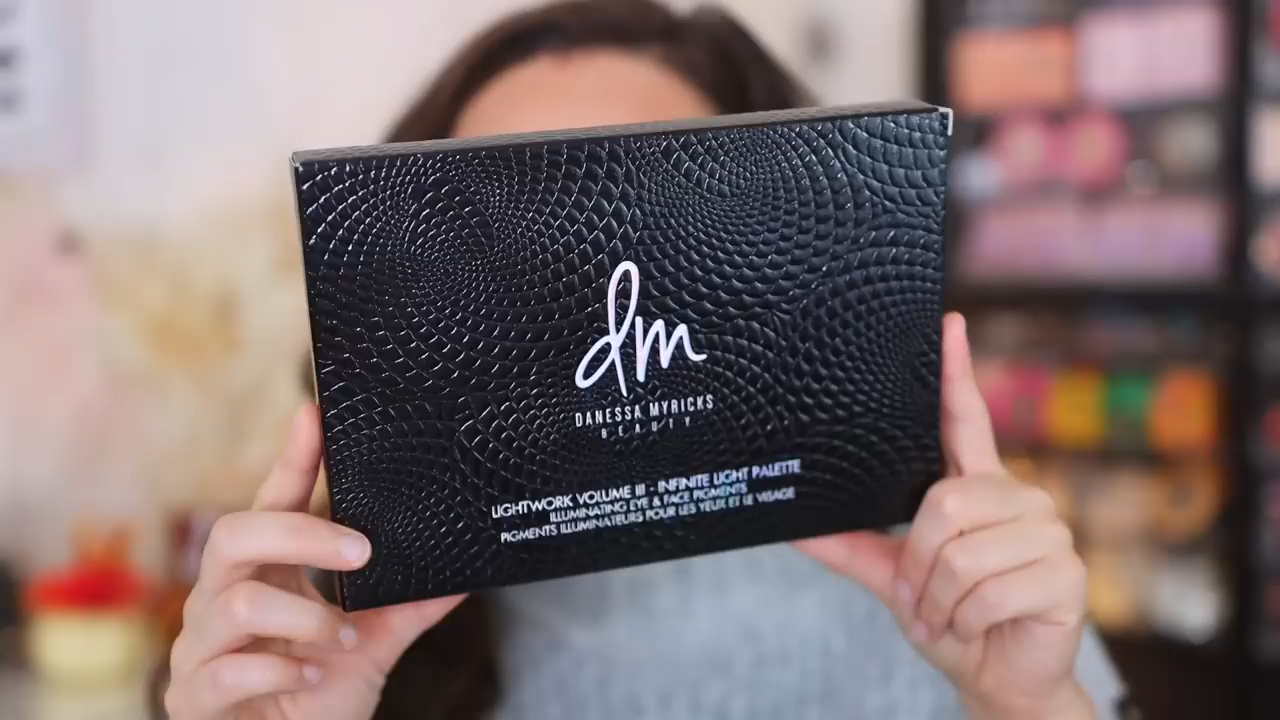 dm
DANESSA MYRICKS
BEAUTY
LIGHTWORK VOLUME III - INFINITE LIGHT PALETTE
ILLUMINATING EYE & FACE PIGMENTS
PIGMENTS ILLUMINATEURS POUR LES YEUX ET LE VISAGE